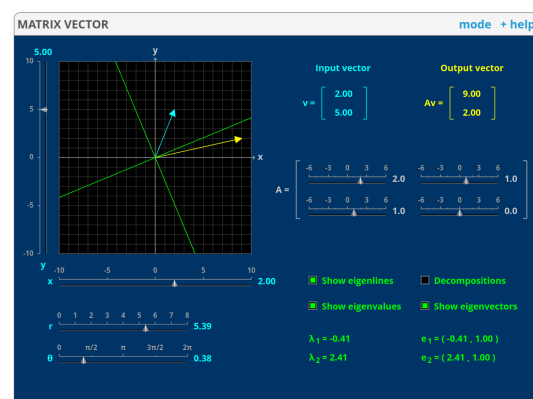 MATRIX VECTOR mode + help
5.00
y
10
5
0
-5
-10
x
y
-10 -5 0 5 10
x 2.00
0 1 2 3 4 5 6 7 8
r 5.39
0 π/2 π 3π/2 2π
θ 0.38
Input vector Output vector
v = 2.00 5.00
Av = 9.00 2.00
A =
-6 -3 0 3 6 2.0 -6 -3 0 3 6 1.0
-6 -3 0 3 6 1.0 -6 -3 0 3 6 0.0
Show eigenlines Decompositions
Show eigenvalues Show eigenvectors
λ1 = -0.41 e1 = ( -0.41 , 1.00 )
λ2 = 2.41 e2 = ( 2.41 , 1.00 )